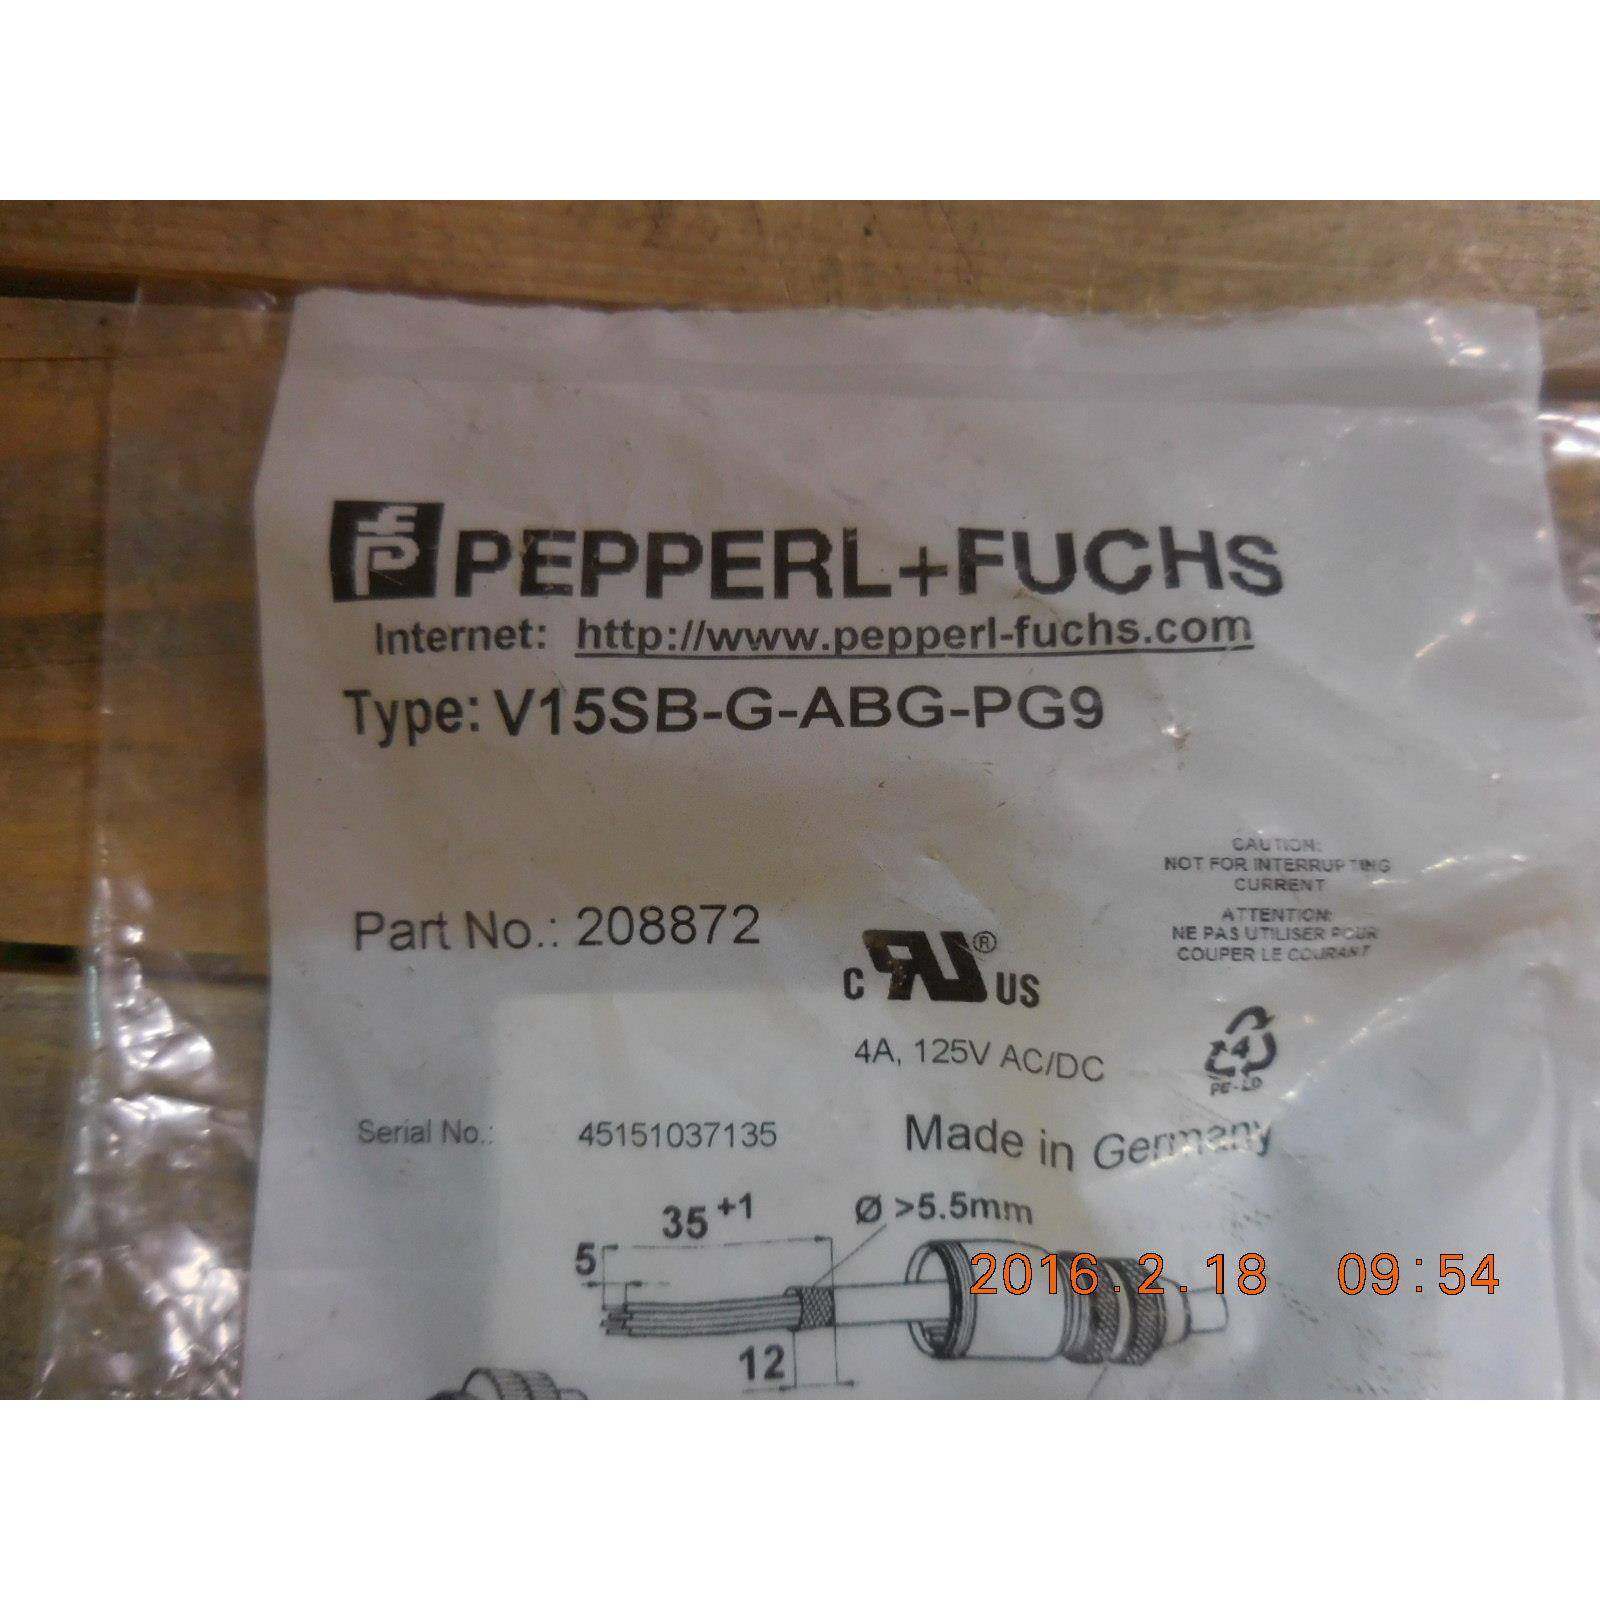 PEPPERL+FUCHS
Internet: http://www.pepperl-fuchs.com
Type: V15SB-G-ABG-PG9
CAUTION:
NOT FOR INTERRUPTING
CURRENT
ATTENTION:
NE PAS UTILISER POUR
COUPER LE COURANT
Part No.: 208872
C US ®
4A, 125V AC/DC
4
PE-LD
Serial No.: 45151037135
Made in Germany
35 +1
Ø >5.5mm
5
2016.2.18 09:54
12